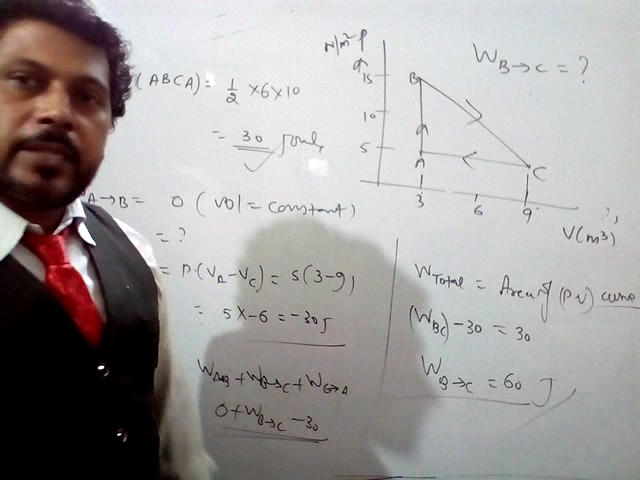 (ABCA) = 1/2 × 6 × 10
= 30 Joule
A→B = 0 (VOl = constant)
= ?
= P.(VA - VC) = 5(3-9)
= 5 × -6 = -30 J
WAB + WB→C + WC→A
0 + WB→C - 30
N/m² P
15
10
5
B
A
C
3 6 9
V(m³)
WB→C = ?
WTotal = Area of (PV) curve
(WBC) - 30 = 30
WB→C = 60 J